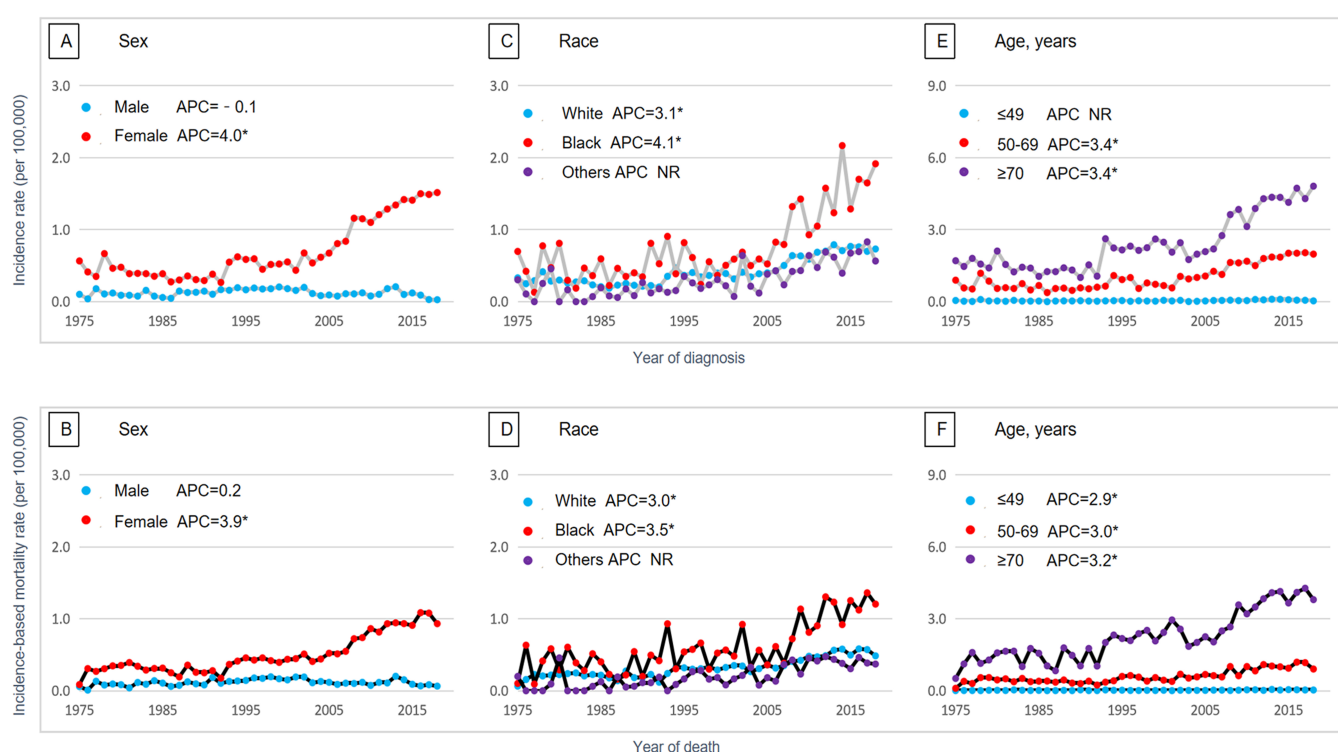 A Sex
C Race
E Age, years
Incidence rate (per 100,000)
3.0
2.0
1.0
0.0
Male APC= - 0.1
Female APC=4.0*
1975 1985 1995 2005 2015
3.0
2.0
1.0
0.0
White APC=3.1*
Black APC=4.1*
Others APC NR
1975 1985 1995 2005 2015
9.0
6.0
3.0
0.0
≤49 APC NR
50-69 APC=3.4*
≥70 APC=3.4*
1975 1985 1995 2005 2015
Year of diagnosis
B Sex
D Race
F Age, years
Incidence-based mortality rate (per 100,000)
3.0
2.0
1.0
0.0
Male APC=0.2
Female APC=3.9*
1975 1985 1995 2005 2015
3.0
2.0
1.0
0.0
White APC=3.0*
Black APC=3.5*
Others APC NR
1975 1985 1995 2005 2015
9.0
6.0
3.0
0.0
≤49 APC=2.9*
50-69 APC=3.0*
≥70 APC=3.2*
1975 1985 1995 2005 2015
Year of death